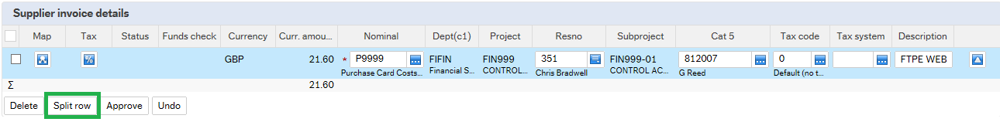 Supplier invoice details
Map Tax Status Funds check Currency Curr. amou... Nominal Dept(c1) Project Resno Subproject Cat 5 Tax code Tax system Description
% GBP 21.60 * P9999 ... FIFIN FIN999 351 FIN999-01 812007 ... 0 ... ... FTPE WEB
Purchase Card Costs... Financial S... CONTROL... Chris Bradwell CONTROL AC... G Reed Default (no t...
Σ 21.60
Delete Split row Approve Undo